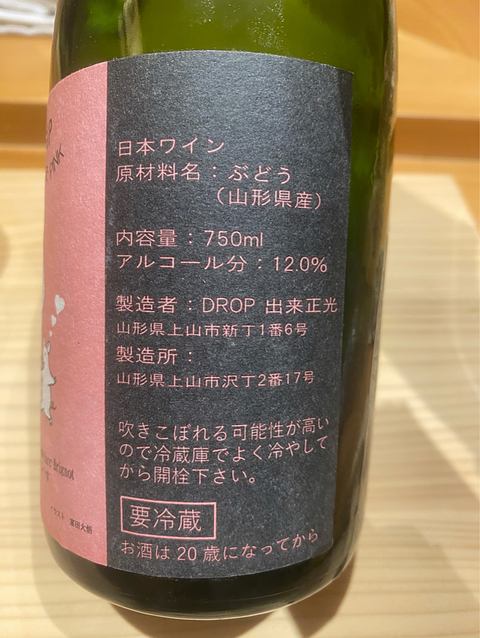 日本ワイン
原材料名：ぶどう
（山形県産）
内容量：750ml
アルコール分：12.0%
製造者：DROP 出来正光
山形県上山市新丁1番6号
製造所：
山形県上山市沢丁2番17号
吹きこぼれる可能性が高い
ので冷蔵庫でよく冷やして
から開栓下さい。
要冷蔵
お酒は20歳になってから